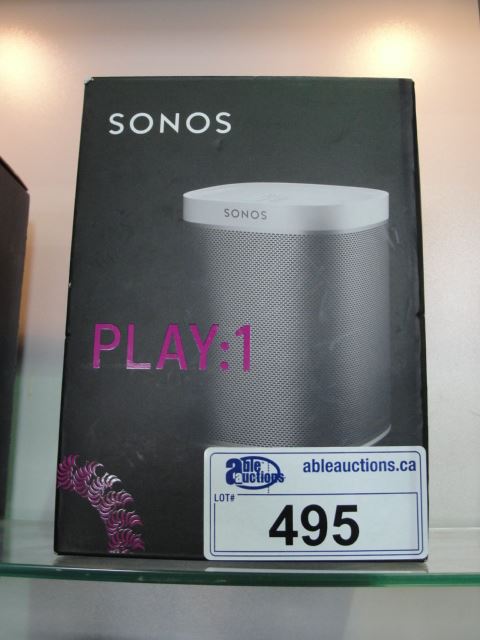 SONOS
SONOS
PLAY:1
able auctions
ableauctions.ca
LOT#
495